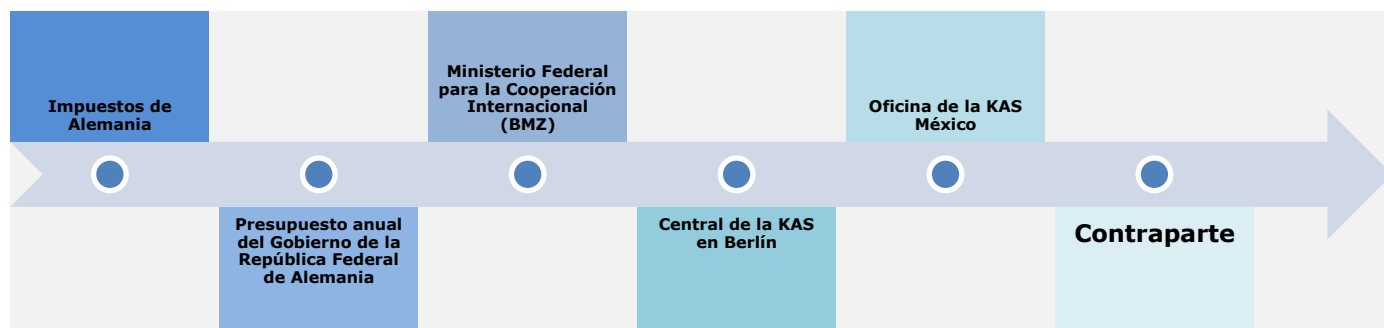 Impuestos de
Alemania
Presupuesto anual
del Gobierno de la
República Federal
de Alemania
Ministerio Federal
para la Cooperación
Internacional
(BMZ)
Central de la KAS
en Berlín
Oficina de la KAS
México
Contraparte